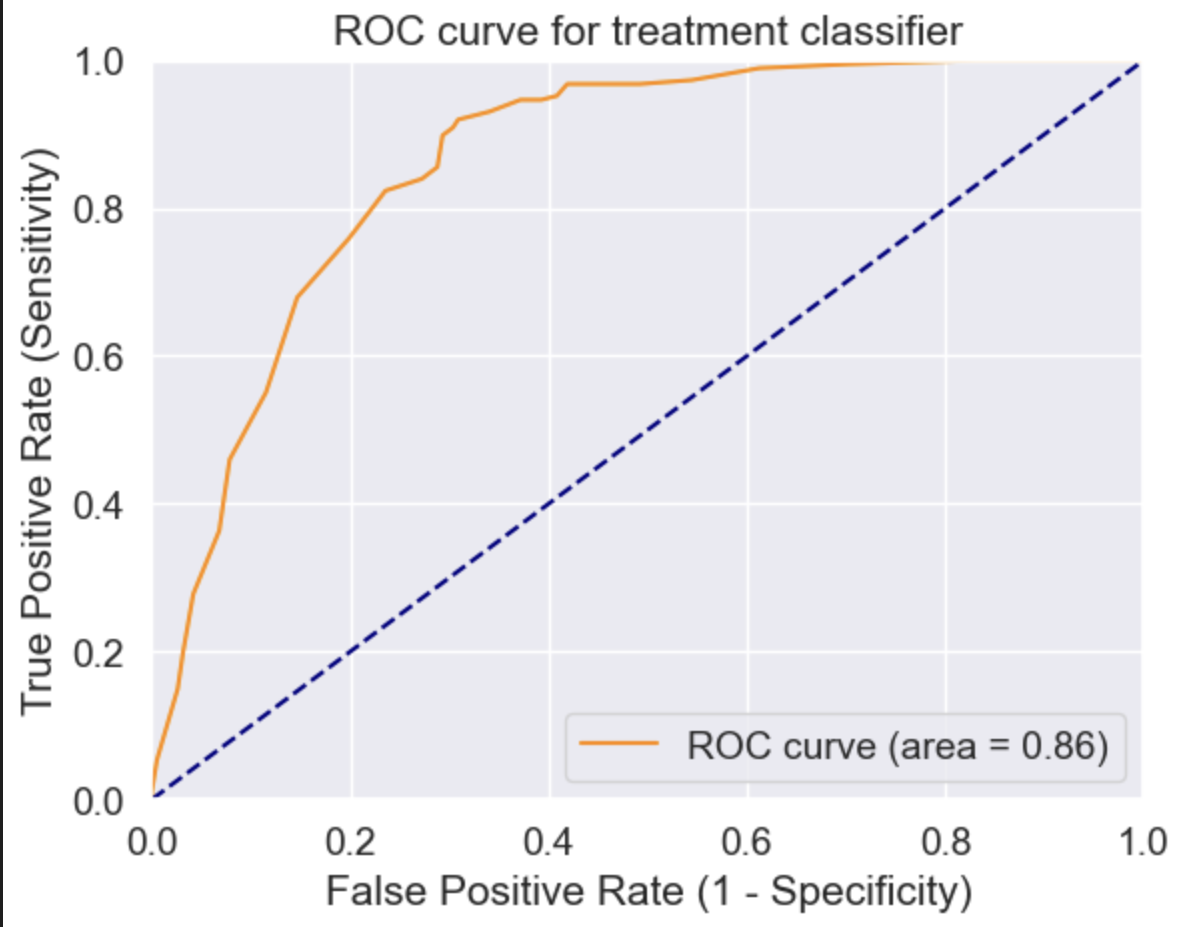 ROC curve for treatment classifier
True Positive Rate (Sensitivity)
1.0
0.8
0.6
0.4
0.2
0.0
ROC curve (area = 0.86)
0.0 0.2 0.4 0.6 0.8 1.0
False Positive Rate (1 - Specificity)